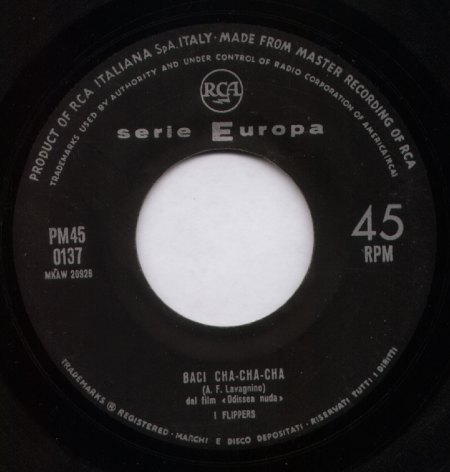 PRODUCT OF RCA ITALIANA SpA. ITALY · MADE FROM MASTER RECORDING OF RCA
TRADEMARKS USED BY AUTHORITY AND UNDER CONTROL OF RADIO CORPORATION OF AMERICA (RCA)
RCA
serie Europa
PM45
0137
MKAW 20926
45
RPM
BACI CHA-CHA-CHA
(A. F. Lavagnino)
dal film «Odissea nuda»
I FLIPPERS
TRADEMARKS ® REGISTERED - MARCHI E DISCO DEPOSITATI - RISERVATI TUTTI I DIRITTI